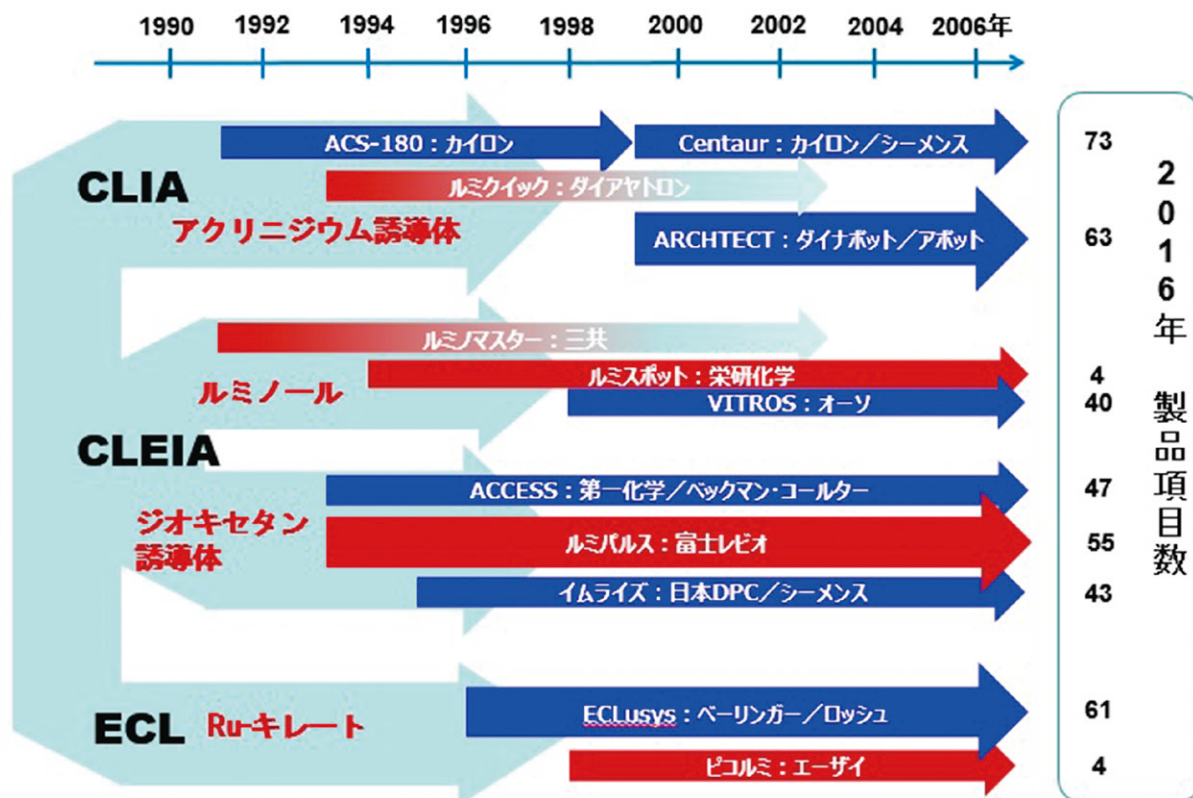 1990 1992 1994 1996 1998 2000 2002 2004 2006年
CLIA
アクリニジウム誘導体
ACS-180：カイロン
Centaur：カイロン／シーメンス
73
ルミクイック：ダイアヤトロン
ARCHTECT：ダイナボット／アボット
63
CLEIA
ルミノール
ルミノマスター：三共
ルミスポット：栄研化学
4
VITROS：オーソ
40
ジオキセタン
誘導体
ACCESS：第一化学／ベックマン・コールター
47
ルミパルス：富士レビオ
55
イムライズ：日本DPC／シーメンス
43
ECL
Ru-キレート
ECLusys：ベーリンガー／ロッシュ
61
ピコルミ：エーザイ
4
2016年 製品項目数